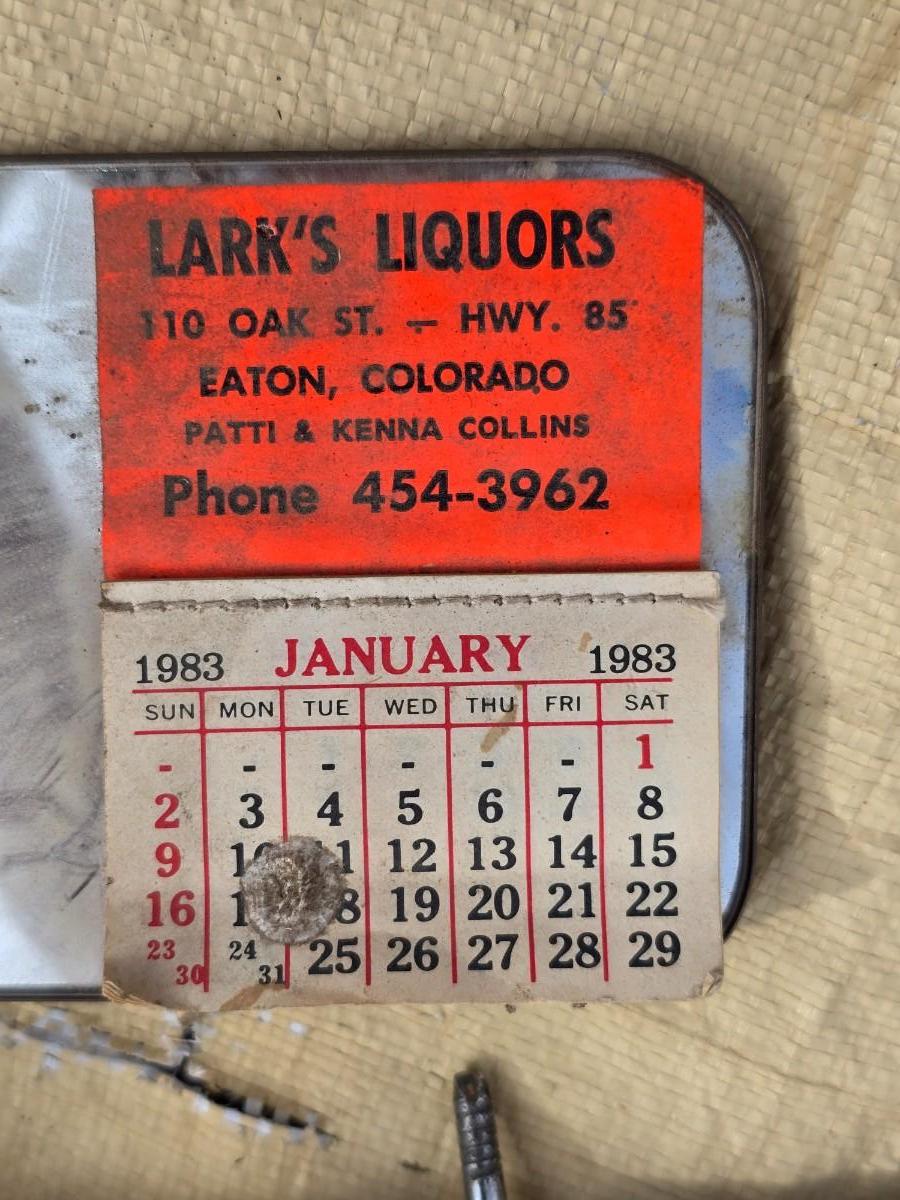 LARK'S LIQUORS
110 OAK ST. — HWY. 85
EATON, COLORADO
PATTI & KENNA COLLINS
Phone 454-3962
1983 JANUARY 1983
SUN MON TUE WED THU FRI SAT
- - - - - - 1
2 3 4 5 6 7 8
9 12 13 14 15
16 19 20 21 22
23 30 24 31 25 26 27 28 29